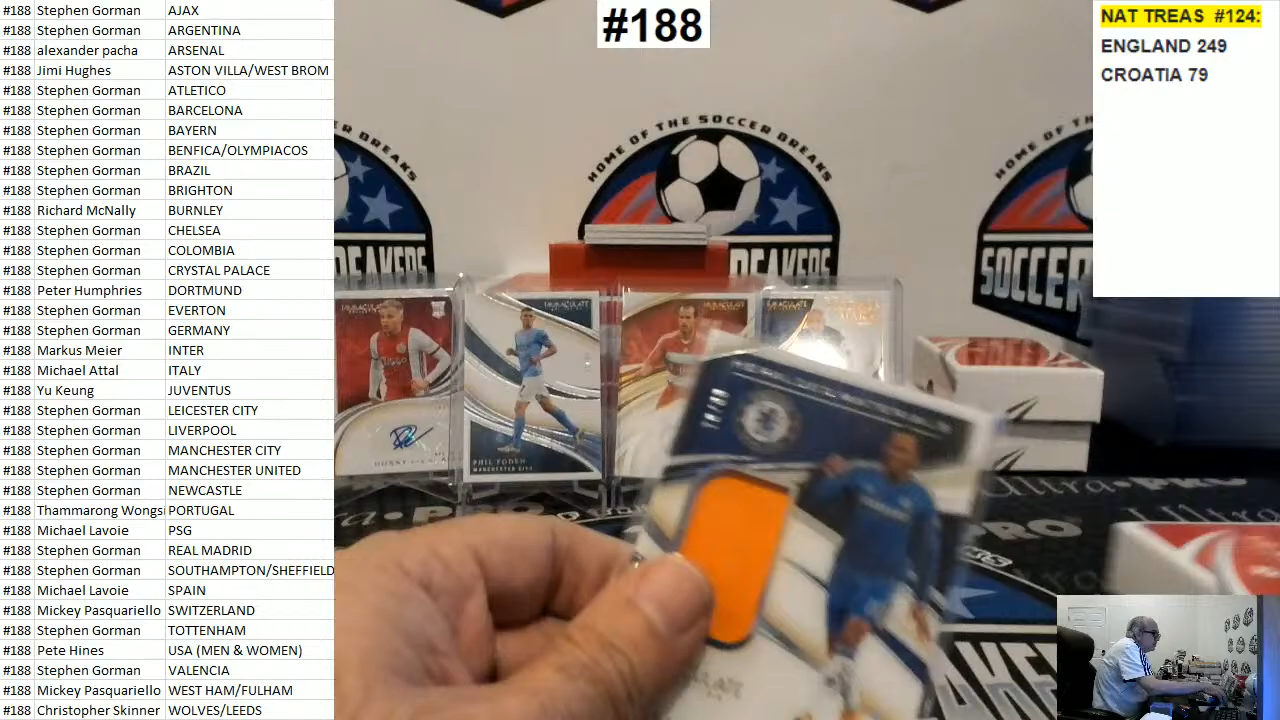 #188 Stephen Gorman AJAX
#188 Stephen Gorman ARGENTINA
#188 alexander pacha ARSENAL
#188 Jimi Hughes ASTON VILLA/WEST BROM
#188 Stephen Gorman ATLETICO
#188 Stephen Gorman BARCELONA
#188 Stephen Gorman BAYERN
#188 Stephen Gorman BENFICA/OLYMPIACOS
#188 Stephen Gorman BRAZIL
#188 Stephen Gorman BRIGHTON
#188 Richard McNally BURNLEY
#188 Stephen Gorman CHELSEA
#188 Stephen Gorman COLOMBIA
#188 Stephen Gorman CRYSTAL PALACE
#188 Peter Humphries DORTMUND
#188 Stephen Gorman EVERTON
#188 Stephen Gorman GERMANY
#188 Markus Meier INTER
#188 Michael Attal ITALY
#188 Yu Keung JUVENTUS
#188 Stephen Gorman LEICESTER CITY
#188 Stephen Gorman LIVERPOOL
#188 Stephen Gorman MANCHESTER CITY
#188 Stephen Gorman MANCHESTER UNITED
#188 Stephen Gorman NEWCASTLE
#188 Thammarong Wongsi PORTUGAL
#188 Michael Lavoie PSG
#188 Stephen Gorman REAL MADRID
#188 Stephen Gorman SOUTHAMPTON/SHEFFIELD
#188 Michael Lavoie SPAIN
#188 Mickey Pasquariello SWITZERLAND
#188 Stephen Gorman TOTTENHAM
#188 Pete Hines USA (MEN & WOMEN)
#188 Stephen Gorman VALENCIA
#188 Mickey Pasquariello WEST HAM/FULHAM
#188 Christopher Skinner WOLVES/LEEDS
#188
NAT TREAS #124:
ENGLAND 249
CROATIA 79
HOME OF THE SOCCER BREAKS
HOME OF TH
SOCCER
IMMACULATE
IMMACULATE
IMMACULATE
PHIL FODEN
MANCHESTER CITY
Ultra PRO